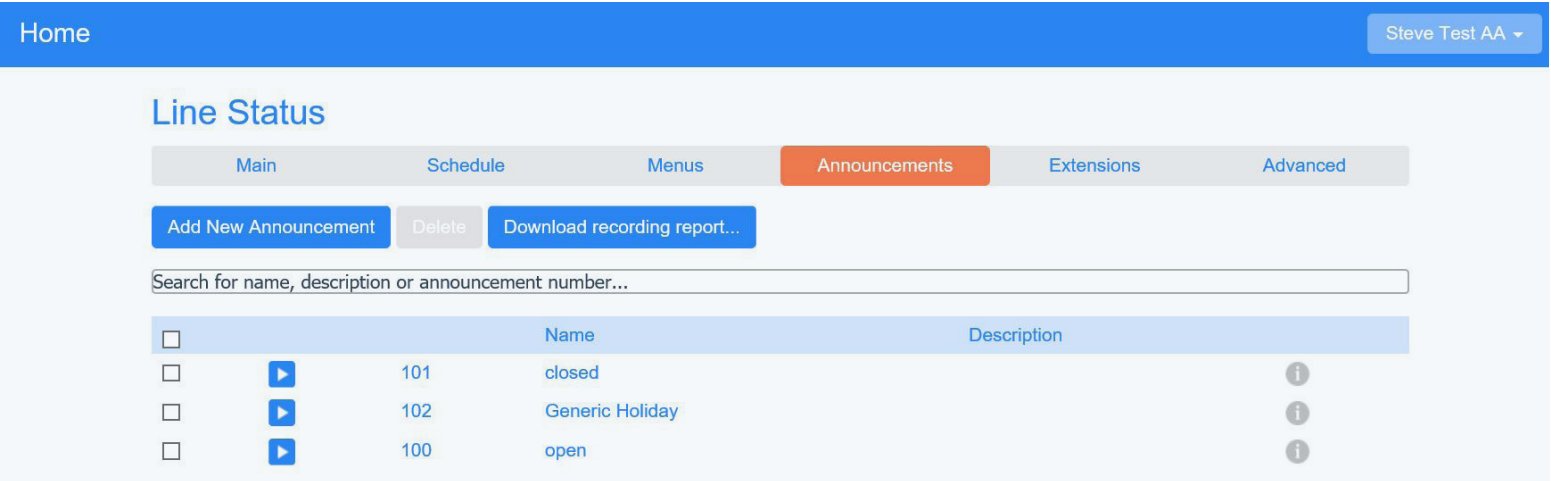 Home Steve Test AA
Line Status
Main Schedule Menus Announcements Extensions Advanced
Add New Announcement Delete Download recording report...
Search for name, description or announcement number...
Name Description
101 closed
102 Generic Holiday
100 open